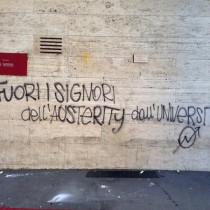 FUORI I SIGNORI
dell'AUSTERITY dall'UNIVERSI